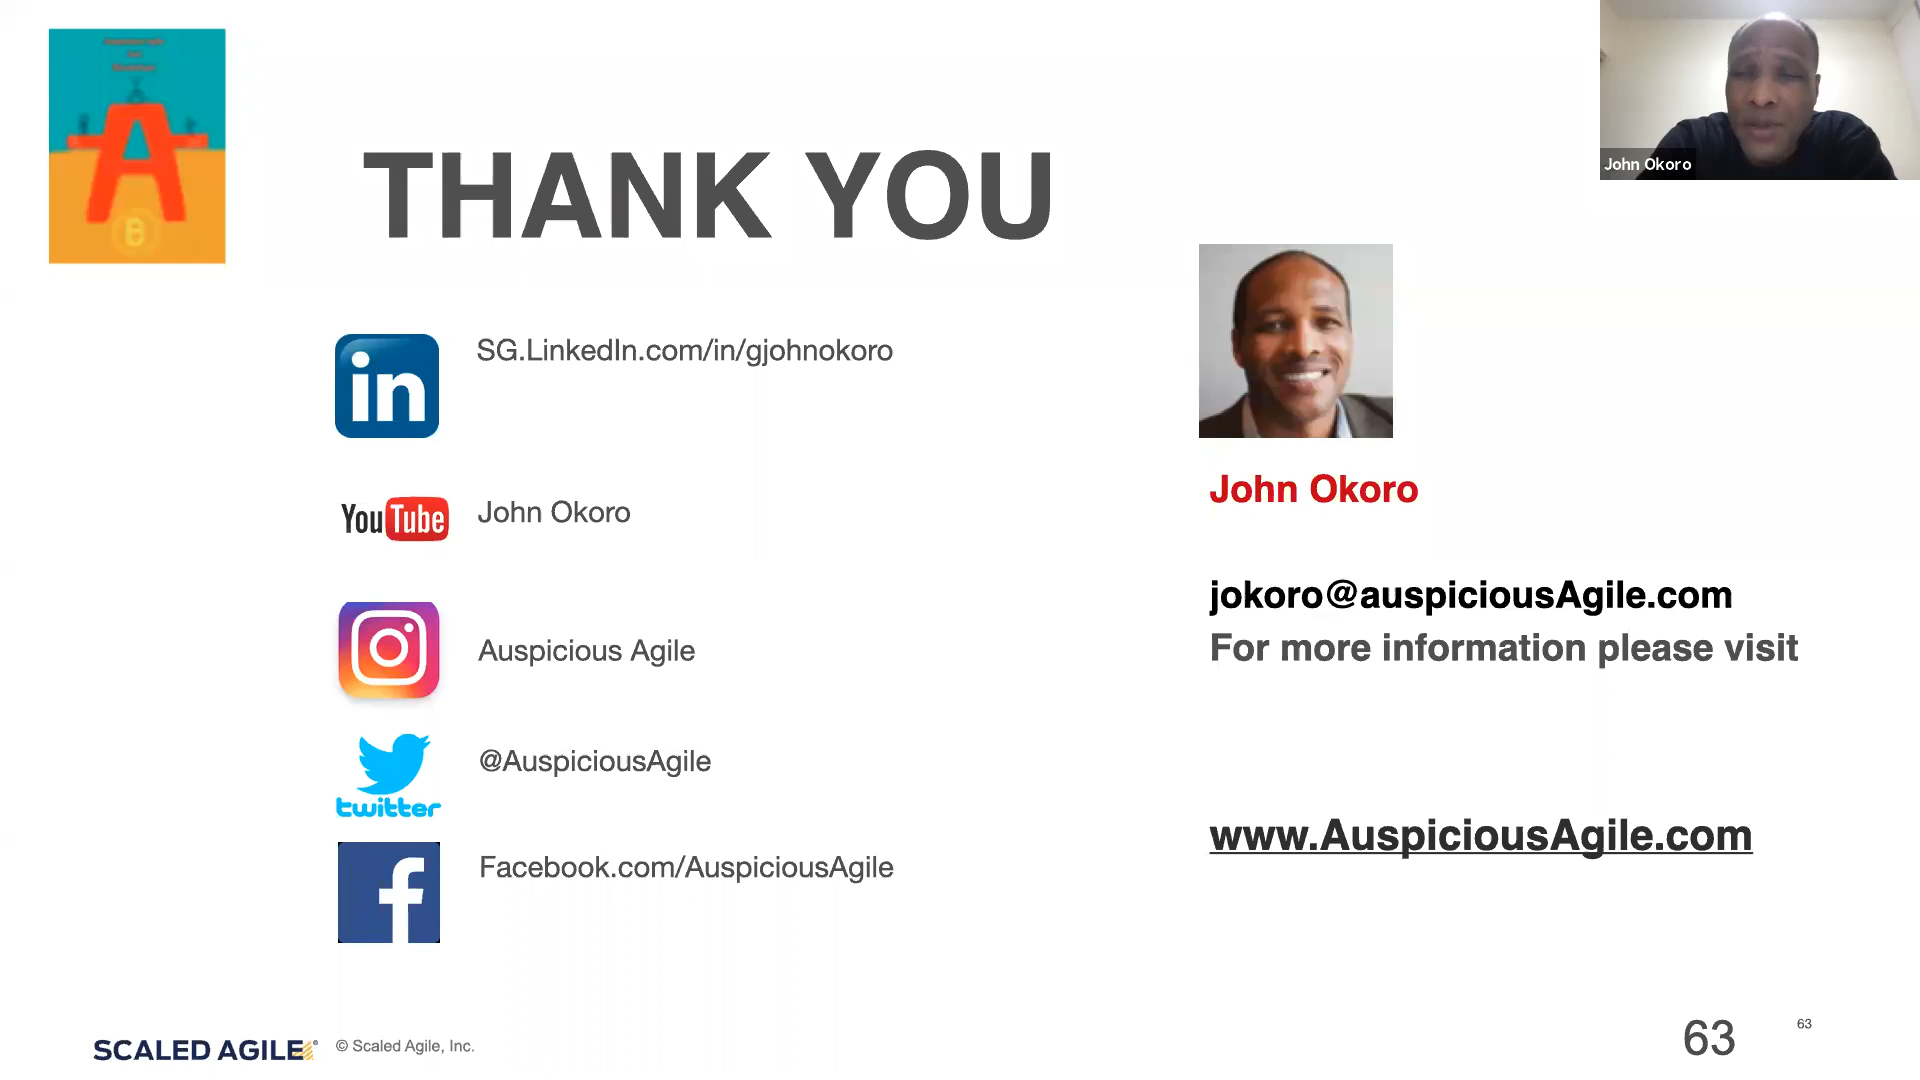 THANK YOU
John Okoro
SG.LinkedIn.com/in/gjohnokoro
in
John Okoro
YouTube
John Okoro
jokoro@auspiciousAgile.com
For more information please visit
Auspicious Agile
@AuspiciousAgile
twitter
www.AuspiciousAgile.com
Facebook.com/AuspiciousAgile
f
SCALED AGILE®
© Scaled Agile, Inc.
63
63